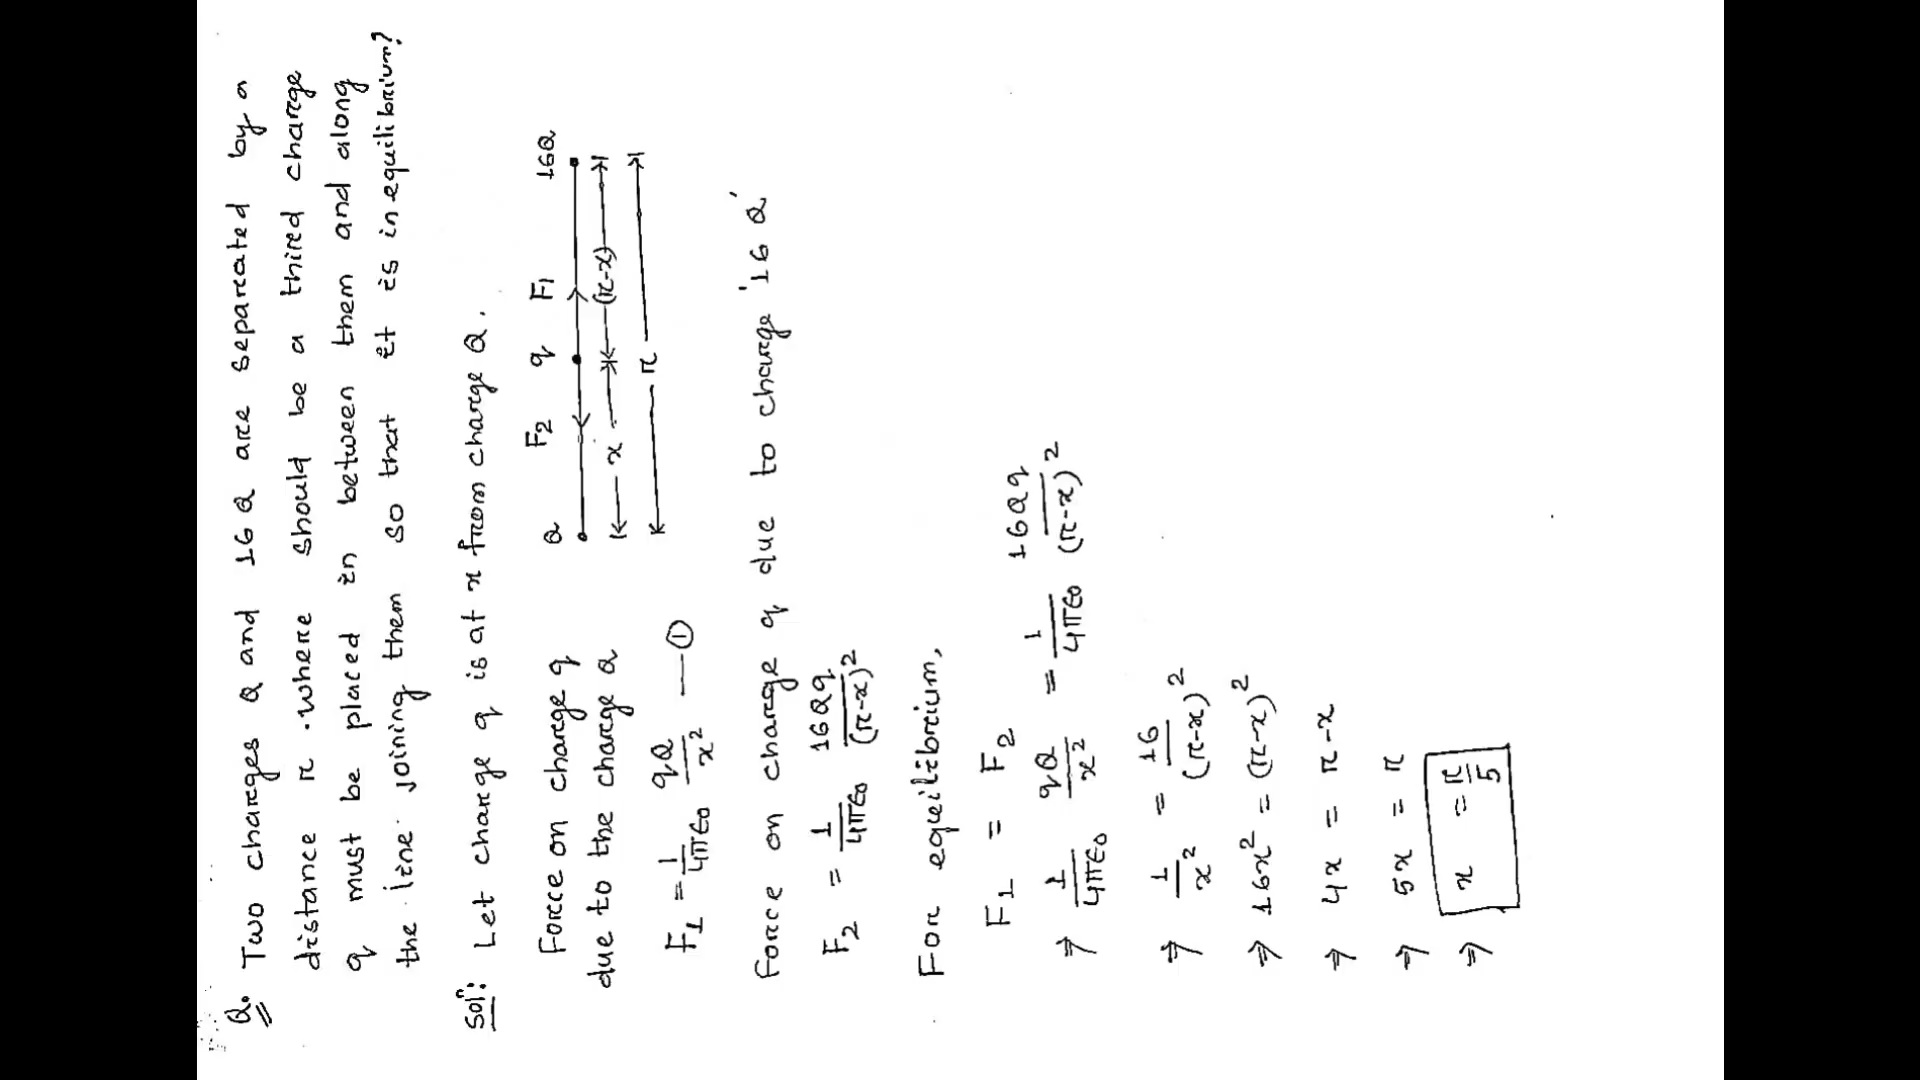 Q. Two charges Q and 16Q are separated by a
distance r. where should be a third charge
q must be placed in between them and along
the line joining them so that it is in equilibrium?
Solⁿ: Let charge q is at x from charge Q.
Q F2 q F1 16Q
x (r-x)
r
Force on charge q
due to the charge Q
F1 = 1/4πϵ0 qQ/x² — ①
Force on charge q due to charge '16Q'
F2 = 1/4πϵ0 16Qq/(r-x)²
For equilibrium,
F1 = F2
⇒ 1/4πϵ0 qQ/x² = 1/4πϵ0 16Qq/(r-x)²
⇒ 1/x² = 16/(r-x)²
⇒ 16x² = (r-x)²
⇒ 4x = r-x
⇒ 5x = r
⇒ x = r/5